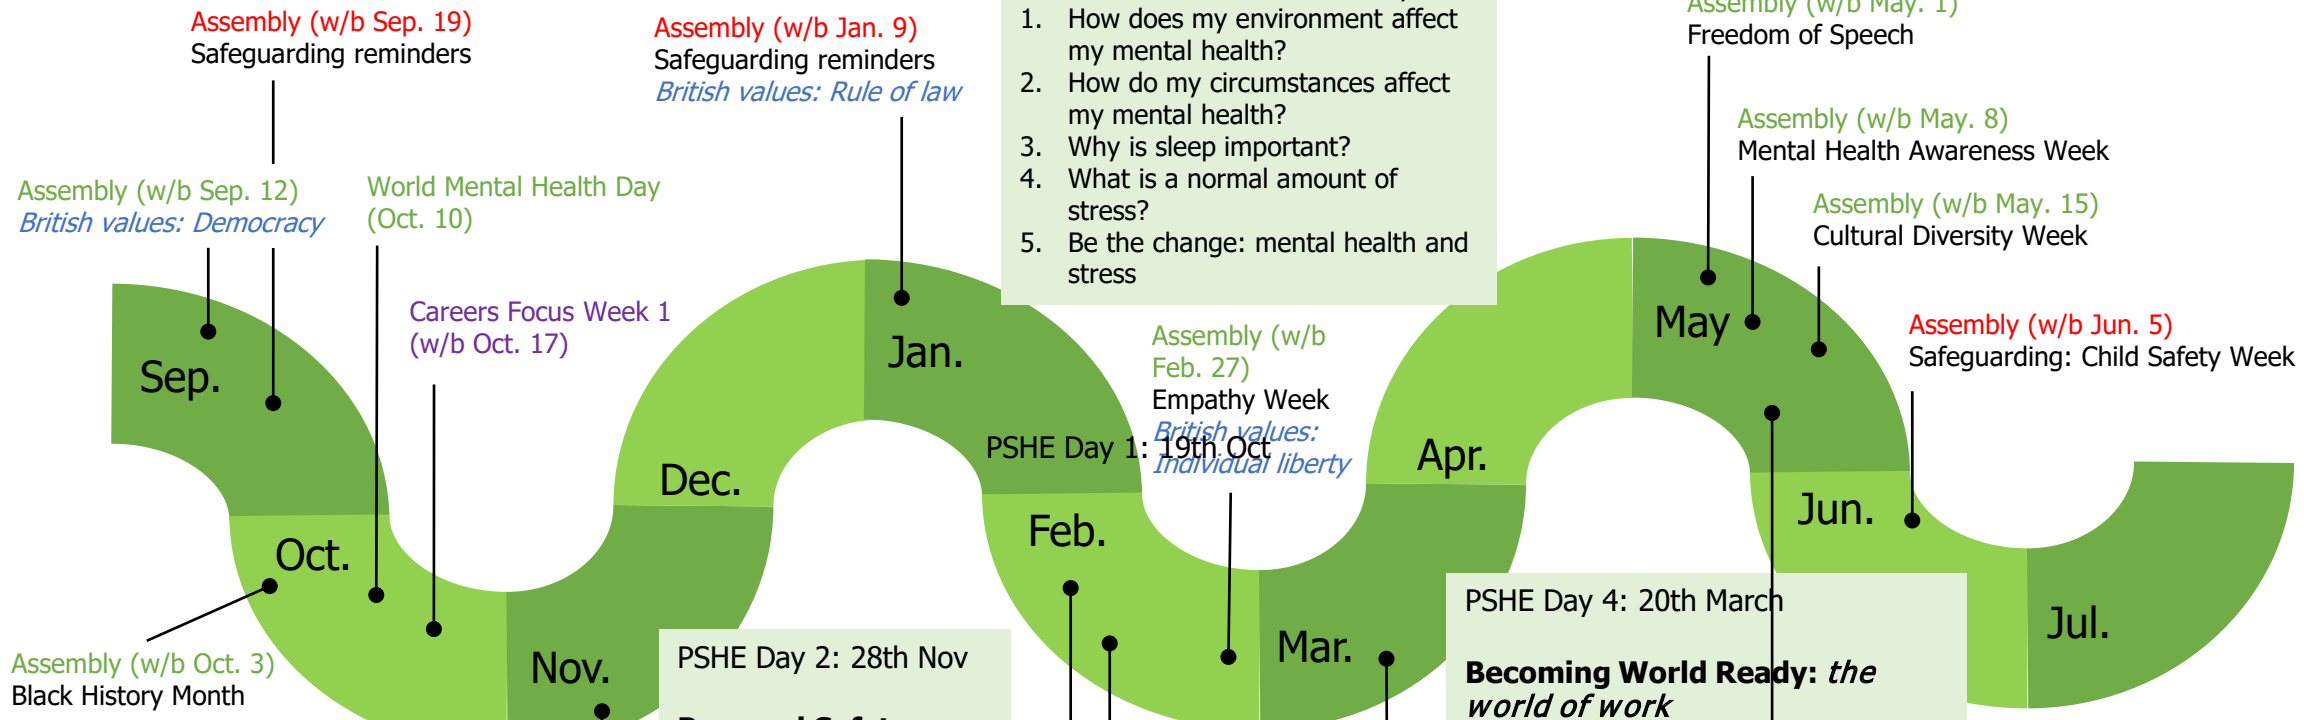 Assembly (w/b Sep. 19)
Safeguarding reminders
Assembly (w/b Jan. 9)
Safeguarding reminders
British values: Rule of law
1. How does my environment affect
my mental health?
2. How do my circumstances affect
my mental health?
3. Why is sleep important?
4. What is a normal amount of
stress?
5. Be the change: mental health and
stress
Assembly (w/b May. 1)
Freedom of Speech
Assembly (w/b May. 8)
Mental Health Awareness Week
Assembly (w/b May. 15)
Cultural Diversity Week
Assembly (w/b Sep. 12)
British values: Democracy
World Mental Health Day
(Oct. 10)
Careers Focus Week 1
(w/b Oct. 17)
Assembly (w/b
Feb. 27)
Empathy Week
British values:
Individual liberty
PSHE Day 1: 19th Oct
Assembly (w/b Jun. 5)
Safeguarding: Child Safety Week
Sep.
Oct.
Nov.
Dec.
Jan.
Feb.
Mar.
Apr.
May
Jun.
Jul.
Assembly (w/b Oct. 3)
Black History Month
PSHE Day 2: 28th Nov
PSHE Day 4: 20th March
Becoming World Ready: the
world of work